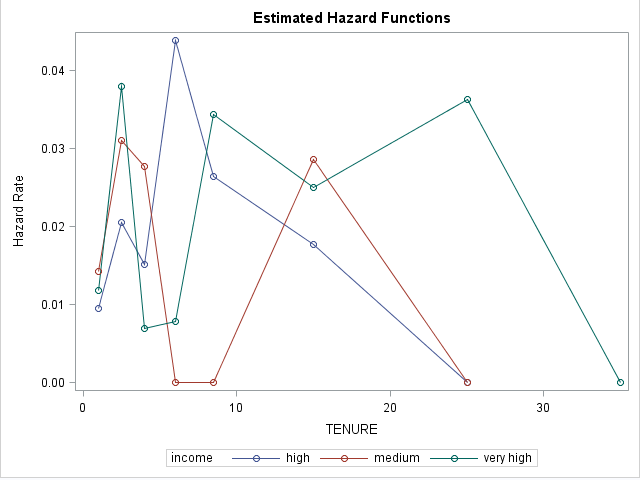 Estimated Hazard Functions
0.04
0.03
0.02
0.01
0.00
Hazard Rate
0 10 20 30
TENURE
income high medium very high